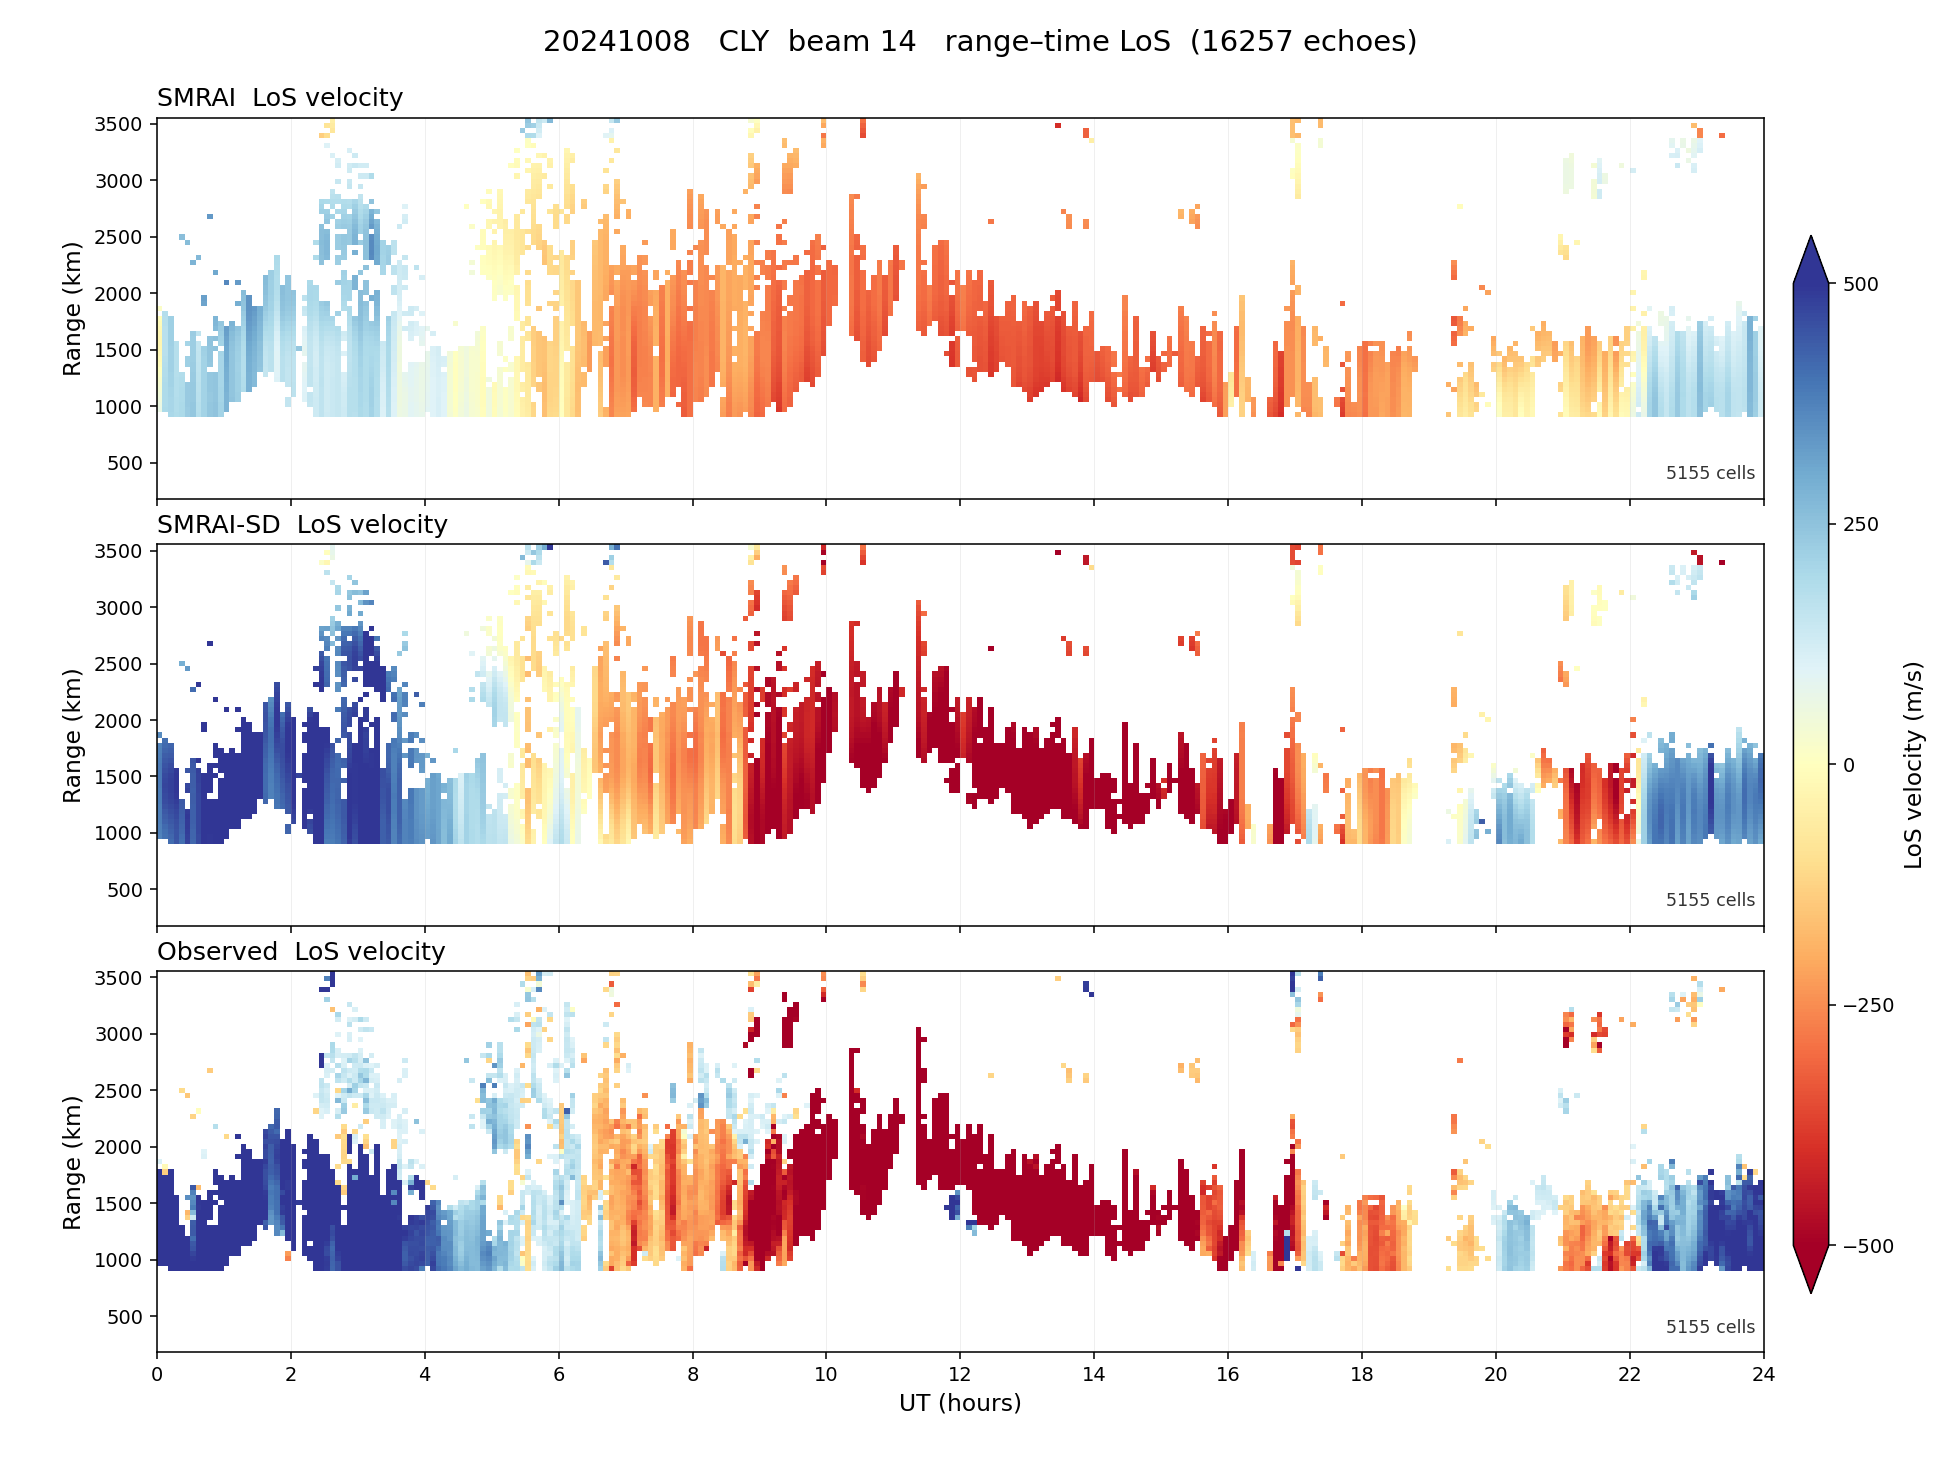 20241008   CLY  beam 14   range–time LoS  (16257 echoes)
SMRAI  LoS velocity
3500
3000
2500
2000
1500
1000
500
Range (km)
5155 cells
SMRAI-SD  LoS velocity
3500
3000
2500
2000
1500
1000
500
Range (km)
5155 cells
Observed  LoS velocity
3500
3000
2500
2000
1500
1000
500
Range (km)
5155 cells
0 2 4 6 8 10 12 14 16 18 20 22 24
UT (hours)
500
250
0
−250
−500
LoS velocity (m/s)